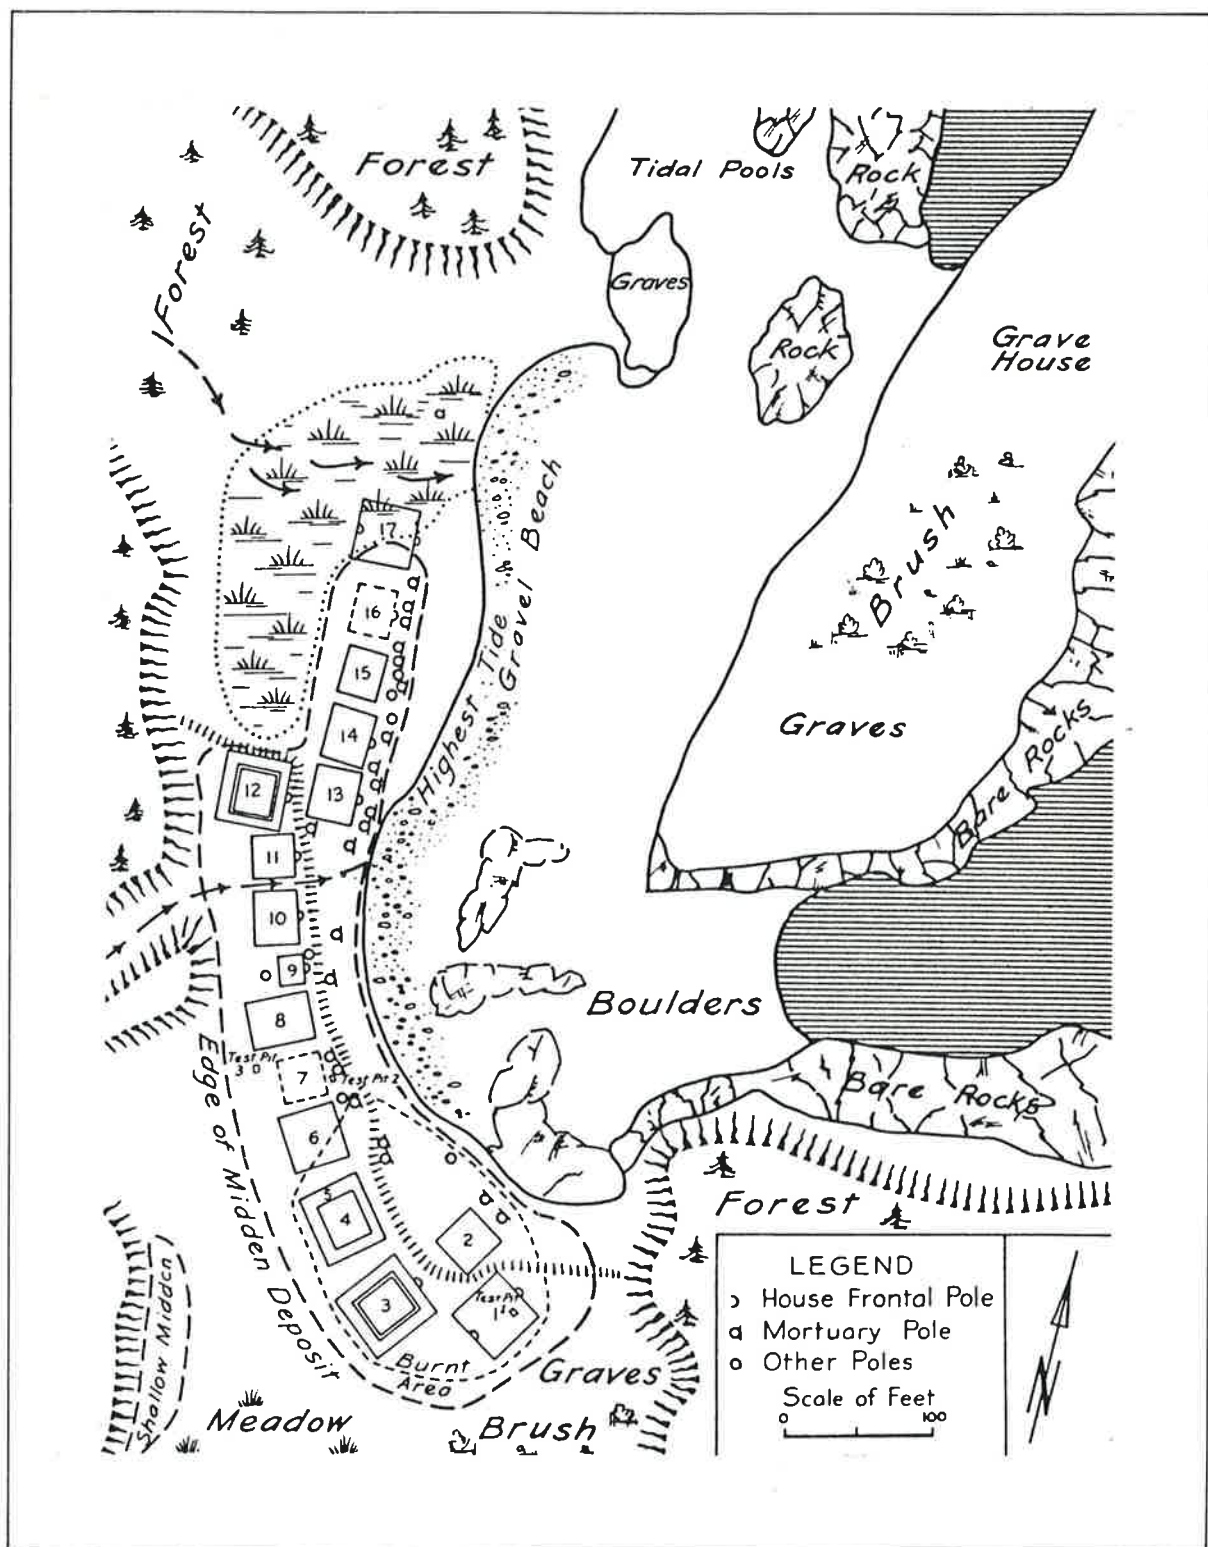 Forest
Tidal Pools
Rock
Forest
Graves
Rock
Grave
House
Brush
Highest Tide
Gravel Beach
17
16
15
14
13
12
11
10
9
8
7
6
5
4
3
2
1
Graves
Bare Rocks
Boulders
Bare Rocks
Test Pit
3
Test Pit 2
Test Pit
1
Edge of Midden Deposit
Forest
Shallow Midden
Burnt
Area
Graves
Meadow
Brush
LEGEND
House Frontal Pole
Mortuary Pole
Other Poles
Scale of Feet
0 100
N